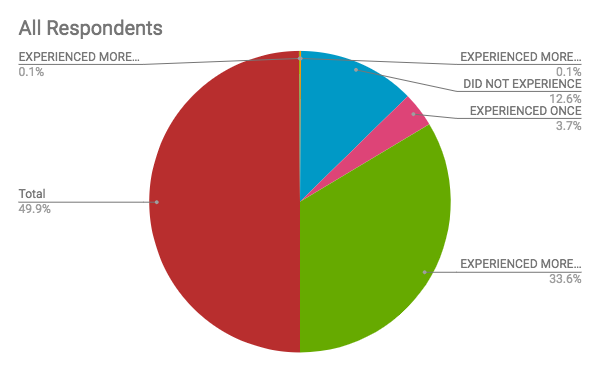 All Respondents
EXPERIENCED MORE…
0.1%
EXPERIENCED MORE…
0.1%
DID NOT EXPERIENCE
12.6%
EXPERIENCED ONCE
3.7%
Total
49.9%
EXPERIENCED MORE…
33.6%